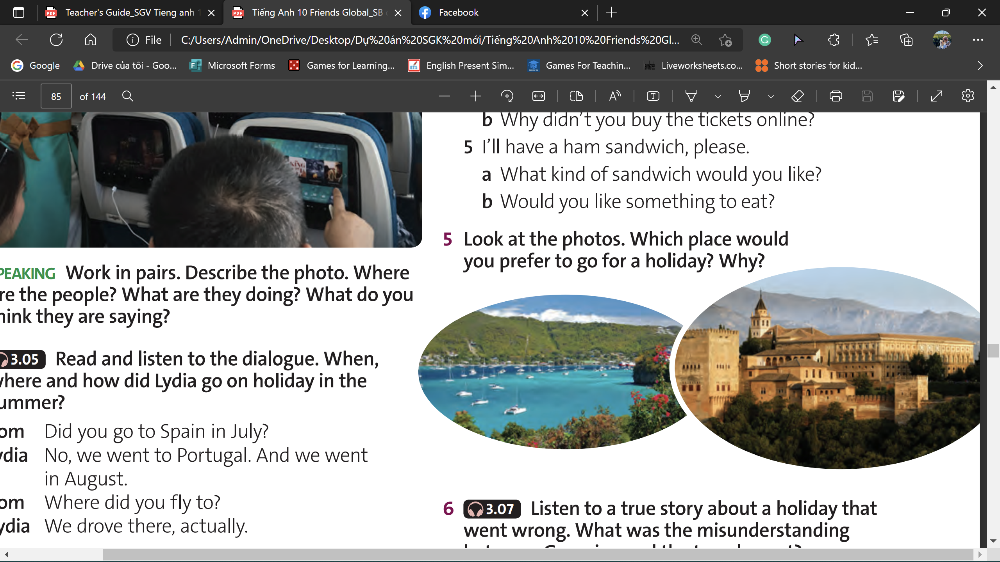 Teacher's Guide_SGV Tieng anh 1
Tiếng Anh 10 Friends Global_SB
Facebook
File
C:/Users/Admin/OneDrive/Desktop/Dự%20án%20SGK%20mới/Tiếng%20Anh%2010%20Friends%20Gl...
Google
Drive của tôi - Goo...
Microsoft Forms
Games for Learning...
English Present Sim...
Games For Teachin...
Liveworksheets.co...
Short stories for kid...
85 of 144
PEAKING Work in pairs. Describe the photo. Where
re the people? What are they doing? What do you
hink they are saying?
3.05 Read and listen to the dialogue. When,
where and how did Lydia go on holiday in the
ummer?
om Did you go to Spain in July?
ydia No, we went to Portugal. And we went
in August.
om Where did you fly to?
ydia We drove there, actually.
b Why didn't you buy the tickets online?
5 I'll have a ham sandwich, please.
a What kind of sandwich would you like?
b Would you like something to eat?
5 Look at the photos. Which place would
you prefer to go for a holiday? Why?
6 3.07 Listen to a true story about a holiday that
went wrong. What was the misunderstanding